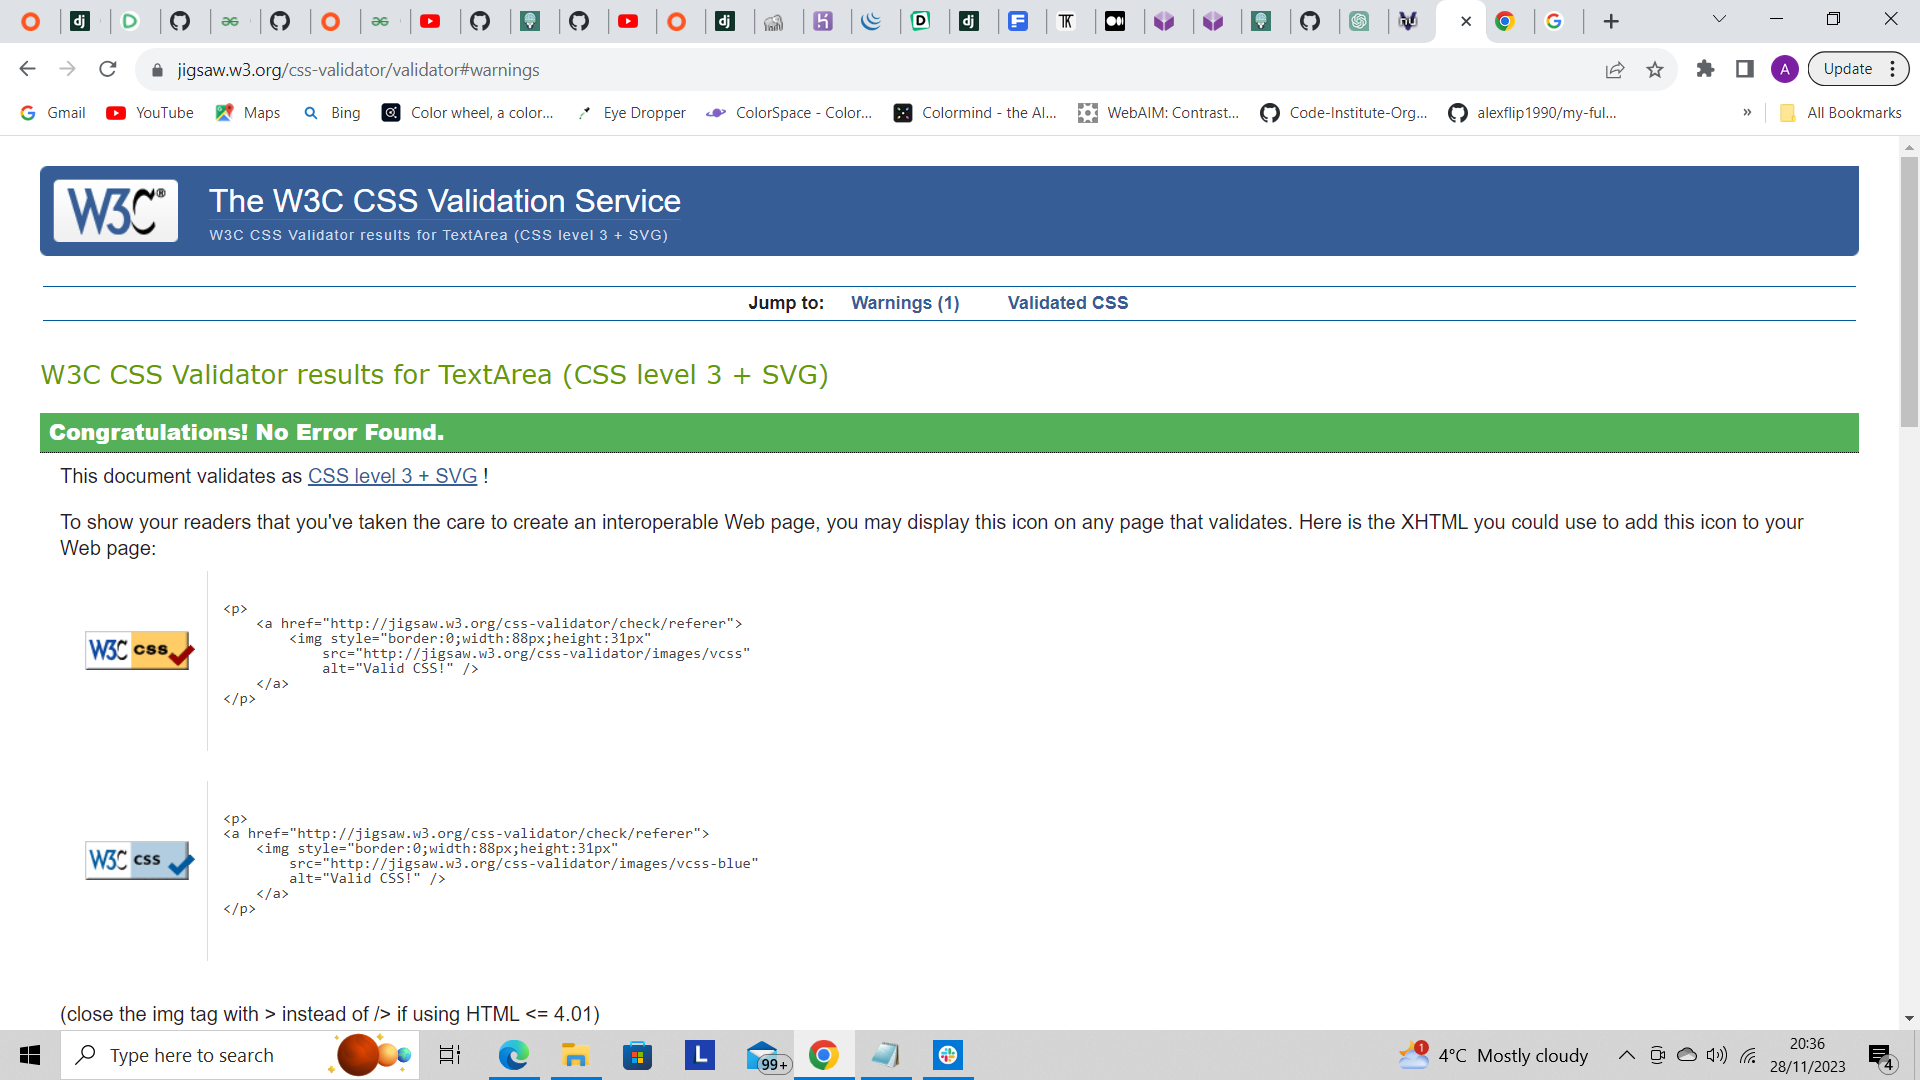 jigsaw.w3.org/css-validator/validator#warnings
A
Update
Gmail
YouTube
Maps
Bing
Color wheel, a color...
Eye Dropper
ColorSpace - Color...
Colormind - the AI...
WebAIM: Contrast...
Code-Institute-Org...
alexflip1990/my-ful...
»
All Bookmarks
W3C®
The W3C CSS Validation Service
W3C CSS Validator results for TextArea (CSS level 3 + SVG)
Jump to: Warnings (1) Validated CSS
W3C CSS Validator results for TextArea (CSS level 3 + SVG)
Congratulations! No Error Found.
This document validates as CSS level 3 + SVG !
To show your readers that you've taken the care to create an interoperable Web page, you may display this icon on any page that validates. Here is the XHTML you could use to add this icon to your
Web page:
W3C css
<p>
<a href="http://jigsaw.w3.org/css-validator/check/referer">
<img style="border:0;width:88px;height:31px"
src="http://jigsaw.w3.org/css-validator/images/vcss"
alt="Valid CSS!" />
</a>
</p>
W3C css
<p>
<a href="http://jigsaw.w3.org/css-validator/check/referer">
<img style="border:0;width:88px;height:31px"
src="http://jigsaw.w3.org/css-validator/images/vcss-blue"
alt="Valid CSS!" />
</a>
</p>
(close the img tag with > instead of /> if using HTML <= 4.01)
Type here to search
L
99+
1
4°C Mostly cloudy
20:36
28/11/2023
4